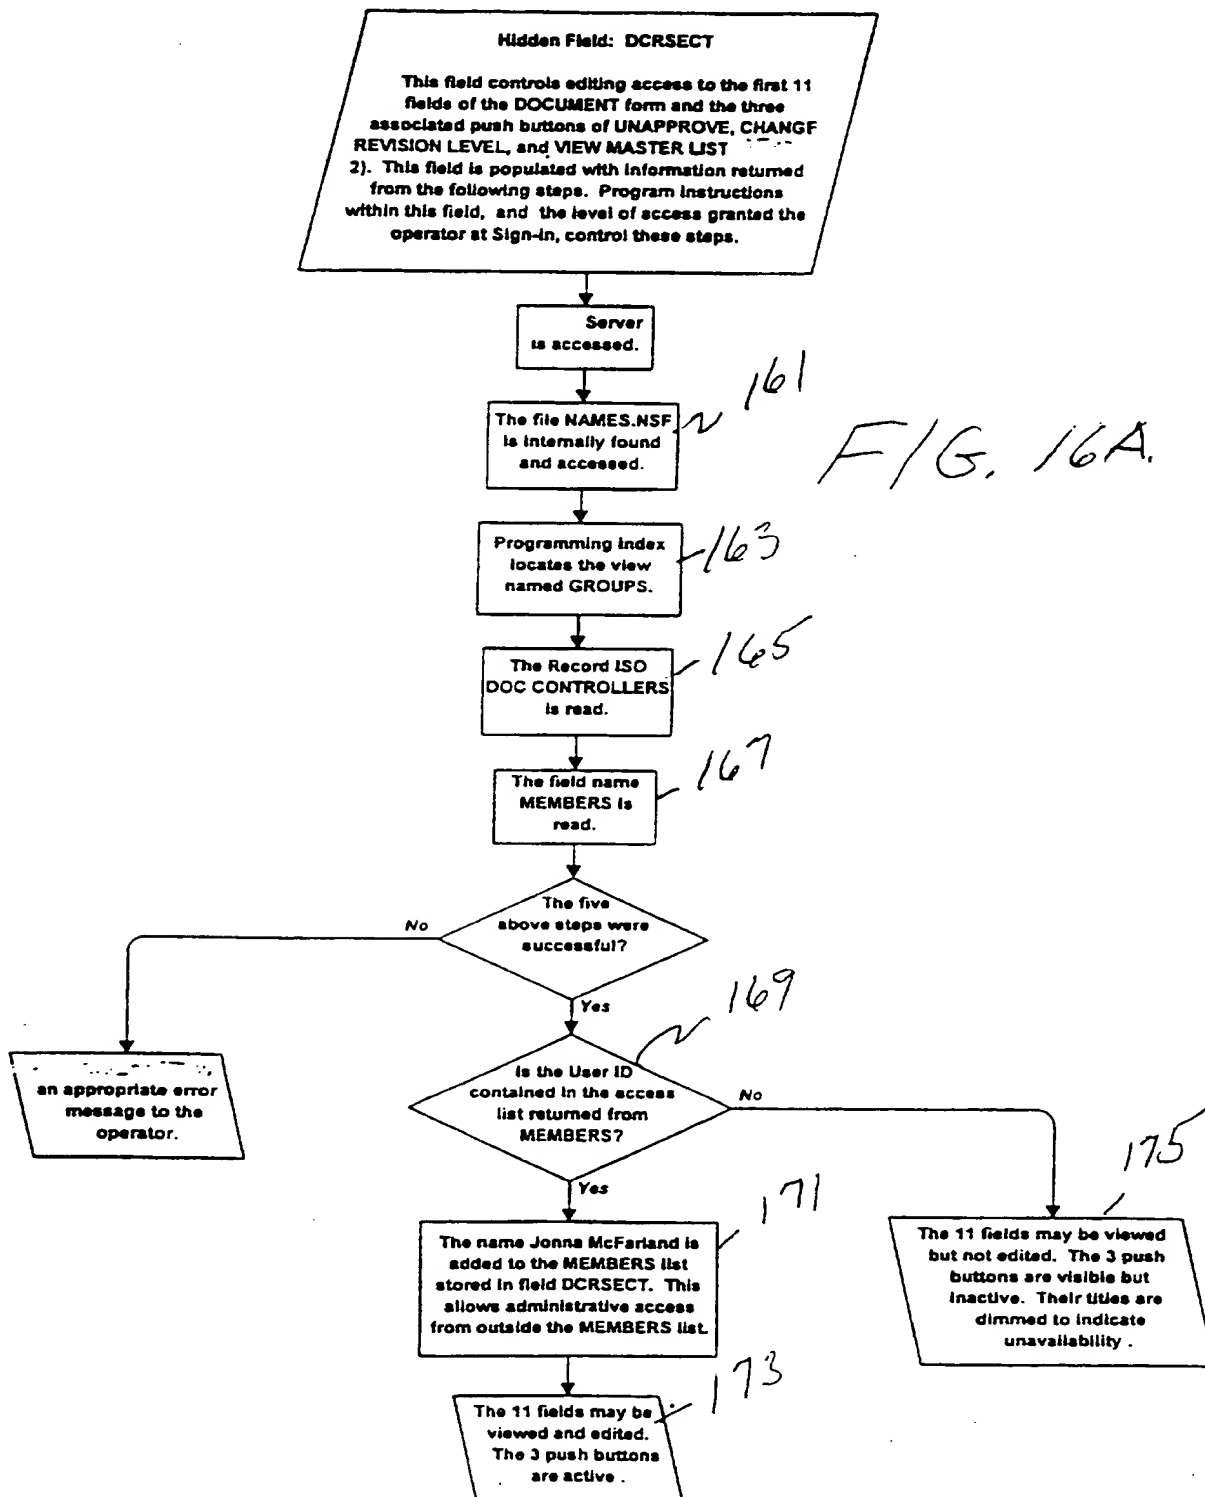 Hidden Field: DCRSECT
This field controls editing access to the first 11
fields of the DOCUMENT form and the three
associated push buttons of UNAPPROVE, CHANGE
REVISION LEVEL, and VIEW MASTER LIST
2). This field is populated with information returned
from the following steps. Program instructions
within this field, and the level of access granted the
operator at Sign-in, control these steps.
Server
is accessed.
161
The file NAMES.NSF
is internally found
and accessed.
FIG. 16A.
Programming index
locates the view
named GROUPS.
163
The Record ISO
DOC CONTROLLERS
is read.
165
The field name
MEMBERS is
read.
167
The five
above steps were
successful?
No
Yes
an appropriate error
message to the
operator.
169
Is the User ID
contained in the access
list returned from
MEMBERS?
No
Yes
175
The 11 fields may be viewed
but not edited. The 3 push
buttons are visible but
inactive. Their titles are
dimmed to indicate
unavailability .
171
The name Jonna McFarland is
added to the MEMBERS list
stored in field DCRSECT. This
allows administrative access
from outside the MEMBERS list.
173
The 11 fields may be
viewed and edited.
The 3 push buttons
are active .